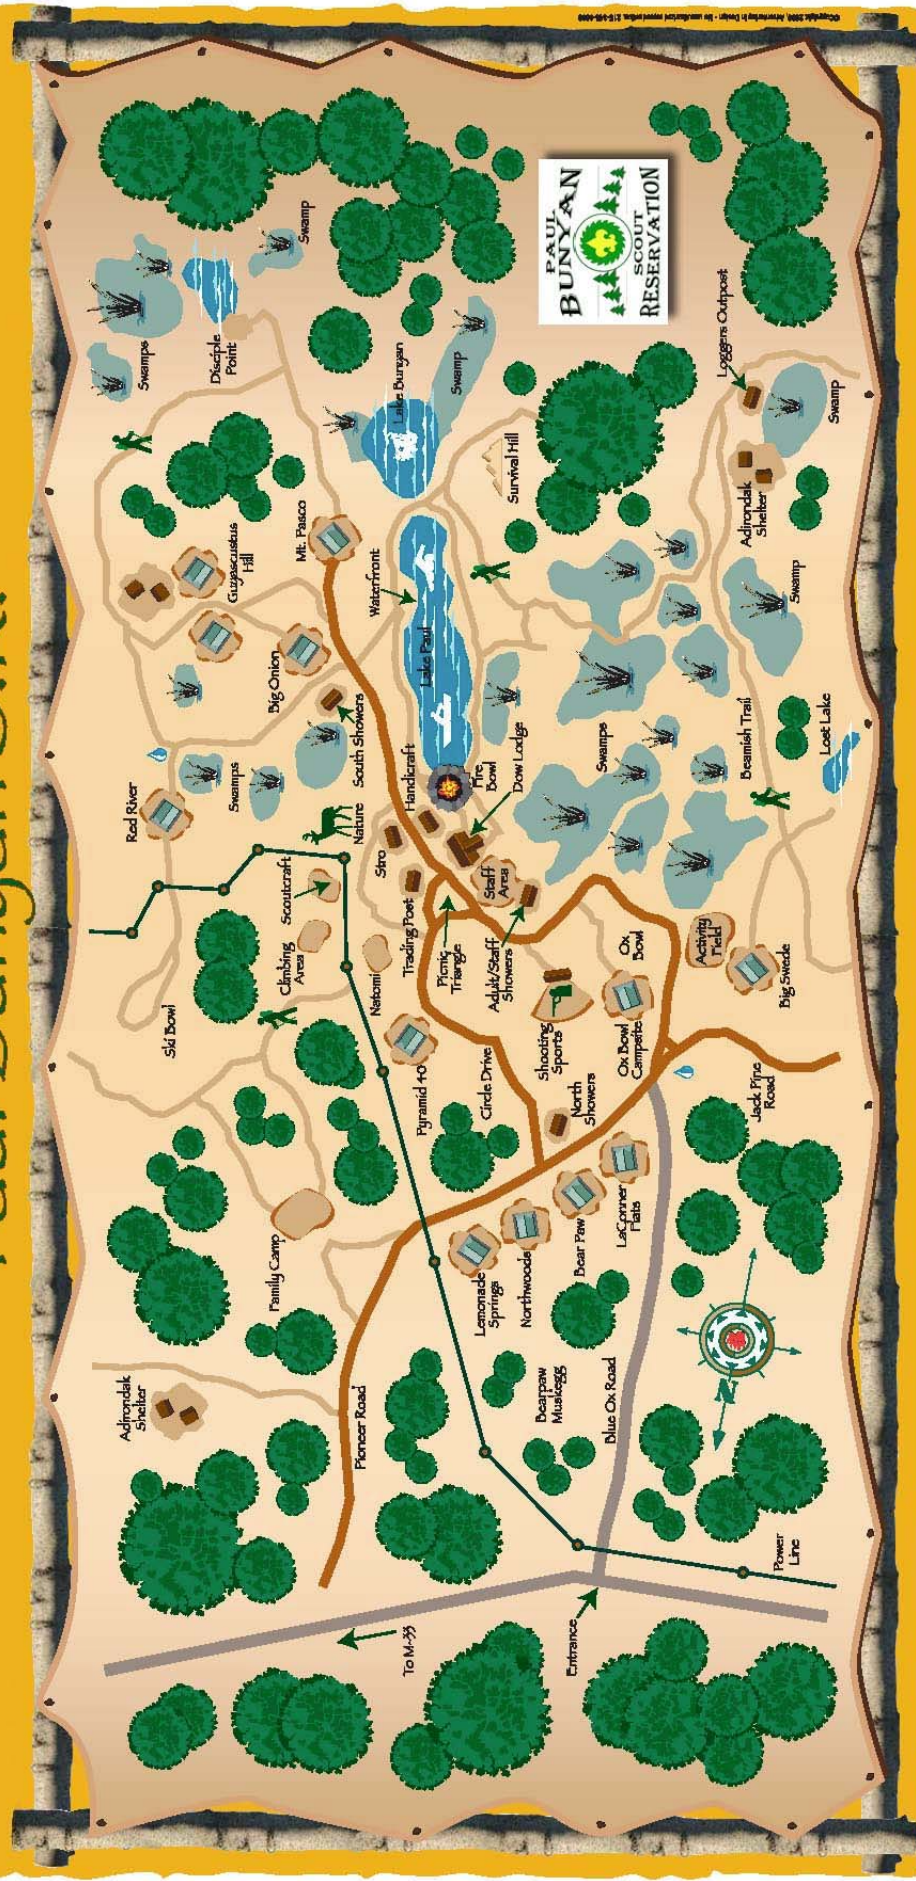 To M-33
Entrance
Power
Line
Adirondak
Shelter
Pioneer Road
Bearpaw
Muskegg
Blue Ox Road
N
Family Camp
Lemonade
Springs
Northwoods
Bear Paw
LaConner
Flats
Ski Bowl
Pyramid 40
Circle Drive
North
Showers
Shooting
Sports
Ox Bowl
Campsite
Jack Pine
Road
Climbing
Area
Scoutcraft
Natomi
Trading Post
Picnic
Triangle
Adult/Staff
Showers
Staff
Area
Ox
Bowl
Activity
Field
Big Swede
Red River
Nature
Stro
Handicraft
Fire
Bowl
Dow Lodge
Swamps
South Showers
Big Onion
Lake Paul
Waterfront
Swamps
Beamish Trail
Lost Lake
Guyascustus
Hill
Mt. Pasco
Survival Hill
Swamp
Adirondak
Shelter
Swamps
Disciple
Point
Lake Bunyan
Swamp
Loggers Outpost
Swamp
Swamp
PAUL
BUNYAN
SCOUT
RESERVATION